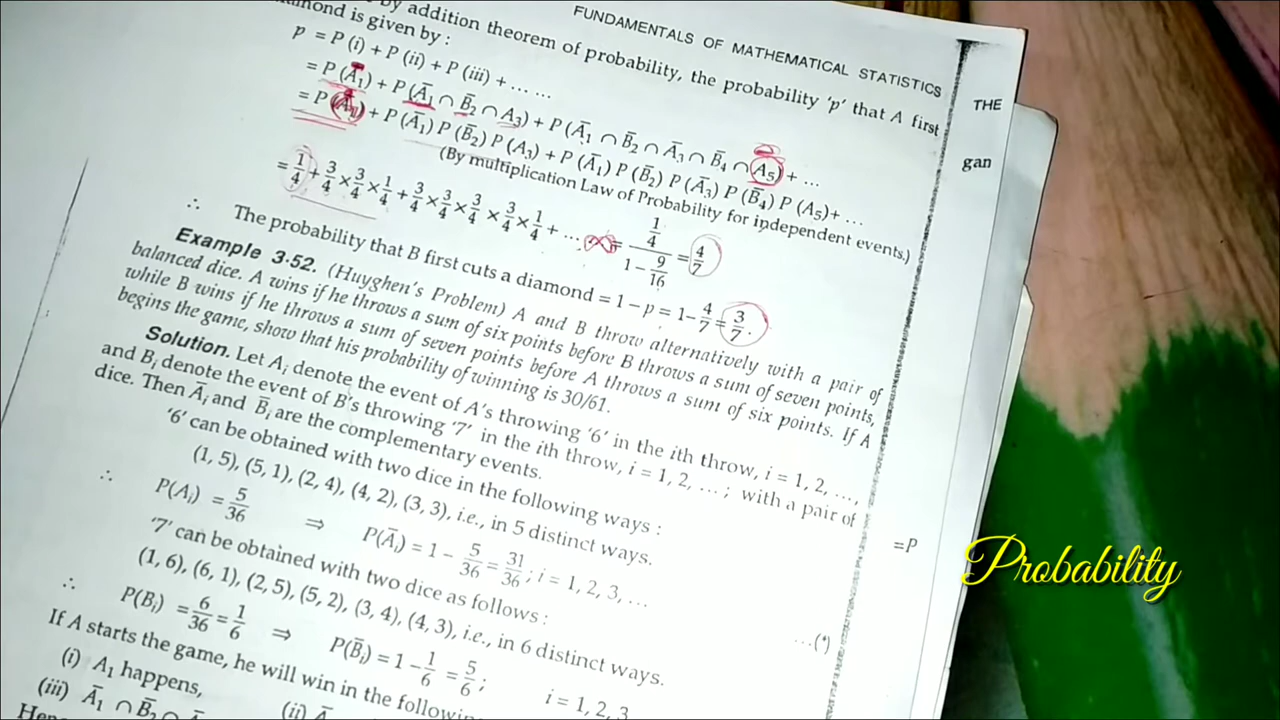 FUNDAMENTALS OF MATHEMATICAL STATISTICS
by addition theorem of probability, the probability 'p' that A first
diamond is given by :
p = P (i) + P (ii) + P (iii) + ... ...
= P (A̅₁) + P (A̅₁ ∩ B̅₂ ∩ A₃) + P (A̅₁ ∩ B̅₂ ∩ A̅₃ ∩ B̅₄ ∩ A₅) + ...
= P (A₁) + P (A̅₁) P (B̅₂) P (A₃) + P (A̅₁) P (B̅₂) P (A̅₃) P (B̅₄) P (A₅)+ ...
(By multiplication Law of Probability for independent events.)
= 1/4 + 3/4 × 3/4 × 1/4 + 3/4 × 3/4 × 3/4 × 3/4 × 1/4 + ... ∞ = (1/4)/(1 − 9/16) = 4/7
∴ The probability that B first cuts a diamond = 1 − p = 1 − 4/7 = 3/7.
Example 3·52. (Huyghen's Problem) A and B throw alternatively with a pair of
balanced dice. A wins if he throws a sum of six points before B throws a sum of seven points,
while B wins if he throws a sum of seven points before A throws a sum of six points. If A
begins the game, show that his probability of winning is 30/61.
Solution. Let Aᵢ denote the event of A's throwing '6' in the ith throw, i = 1, 2, ...,
and Bᵢ denote the event of B's throwing '7' in the ith throw, i = 1, 2, ... ; with a pair of
dice. Then A̅ᵢ and B̅ᵢ are the complementary events.
'6' can be obtained with two dice in the following ways :
(1, 5), (5, 1), (2, 4), (4, 2), (3, 3), i.e., in 5 distinct ways.
∴ P(Aᵢ) = 5/36 ⇒ P(A̅ᵢ) = 1 − 5/36 = 31/36 ; i = 1, 2, 3, ...
'7' can be obtained with two dice as follows :
(1, 6), (6, 1), (2, 5), (5, 2), (3, 4), (4, 3), i.e., in 6 distinct ways. ...(*)
∴ P(Bᵢ) = 6/36 = 1/6 ⇒ P(B̅ᵢ) = 1 − 1/6 = 5/6 ; i = 1, 2, 3
If A starts the game, he will win in the following
(i) A₁ happens, (ii)
(iii) A̅₁ ∩ B̅₂ ∩
THE
gan
=P
Probability